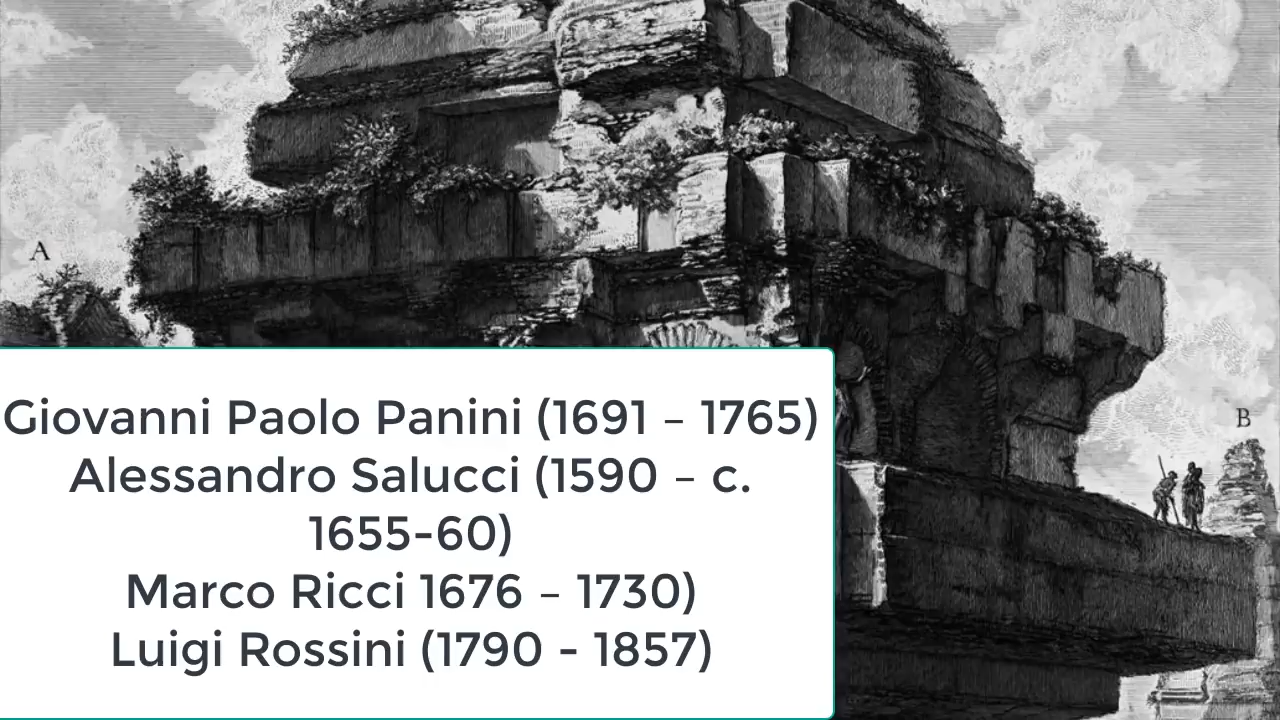 A
B
Giovanni Paolo Panini (1691 – 1765)
Alessandro Salucci (1590 – c.
1655-60)
Marco Ricci 1676 – 1730)
Luigi Rossini (1790 - 1857)